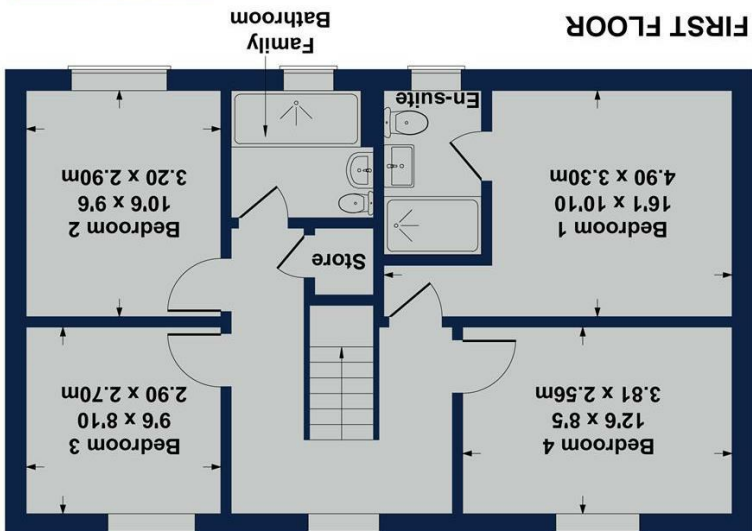 Bedroom 4
12'6 x 8'5
3.81 x 2.56m
Bedroom 3
9'6 x 8'10
2.90 x 2.70m
Store
Bedroom 1
16'1 x 10'10
4.90 x 3.30m
Bedroom 2
10'6 x 9'6
3.20 x 2.90m
En-suite
Family
Bathroom
FIRST FLOOR